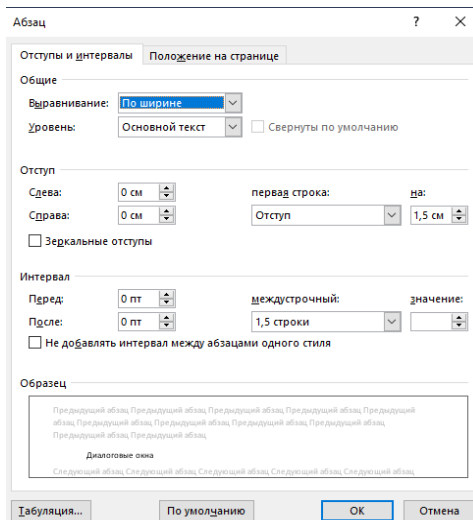 Абзац ? ✕
Отступы и интервалы Положение на странице
Общие
Выравнивание: По ширине
Уровень: Основной текст Свернуты по умолчанию
Отступ
Слева: 0 см первая строка: на:
Справа: 0 см Отступ 1,5 см
Зеркальные отступы
Интервал
Перед: 0 пт междустрочный: значение:
После: 0 пт 1,5 строки
Не добавлять интервал между абзацами одного стиля
Образец
Предыдущий абзац Предыдущий абзац Предыдущий абзац Предыдущий абзац Предыдущий
абзац Предыдущий абзац Предыдущий абзац Предыдущий абзац Предыдущий абзац
Предыдущий абзац Предыдущий абзац
Диалоговые окна
Следующий абзац Следующий абзац Следующий абзац Следующий абзац Следующий абзац
Табуляция... По умолчанию ОК Отмена